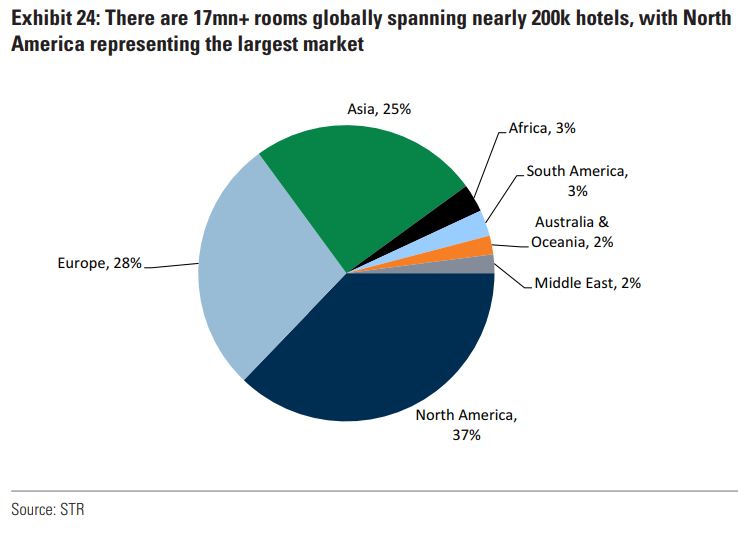 Exhibit 24: There are 17mn+ rooms globally spanning nearly 200k hotels, with North
America representing the largest market
Asia, 25%
Africa, 3%
South America,
3%
Australia &
Oceania, 2%
Europe, 28%
Middle East, 2%
North America,
37%
Source: STR